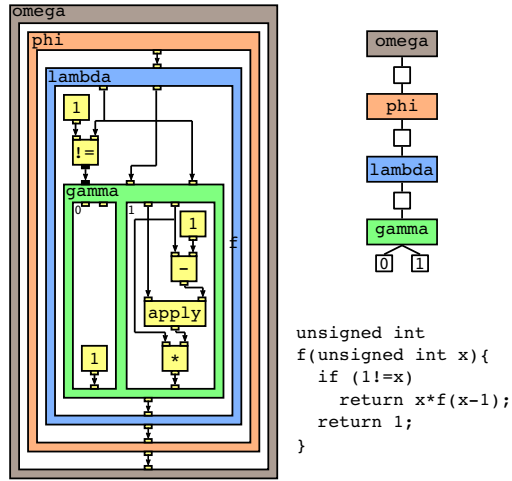 omega
phi
lambda
1
!=
gamma
0
1
1
-
f
apply
1
*
omega
phi
lambda
gamma
0 1
unsigned int
f(unsigned int x){
if (1!=x)
return x*f(x-1);
return 1;
}